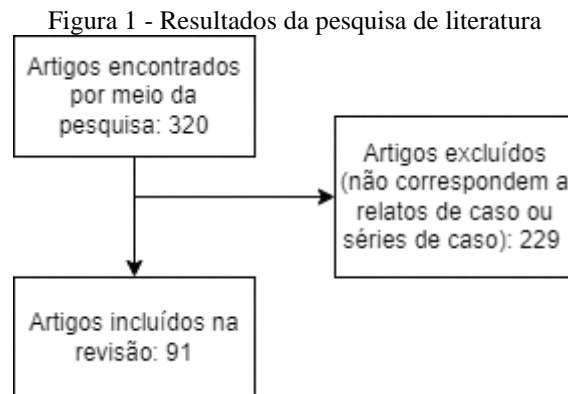 Figura 1 - Resultados da pesquisa de literatura
Artigos encontrados
por meio da
pesquisa: 320
Artigos excluídos
(não correspondem a
relatos de caso ou
séries de caso): 229
Artigos incluídos na
revisão: 91